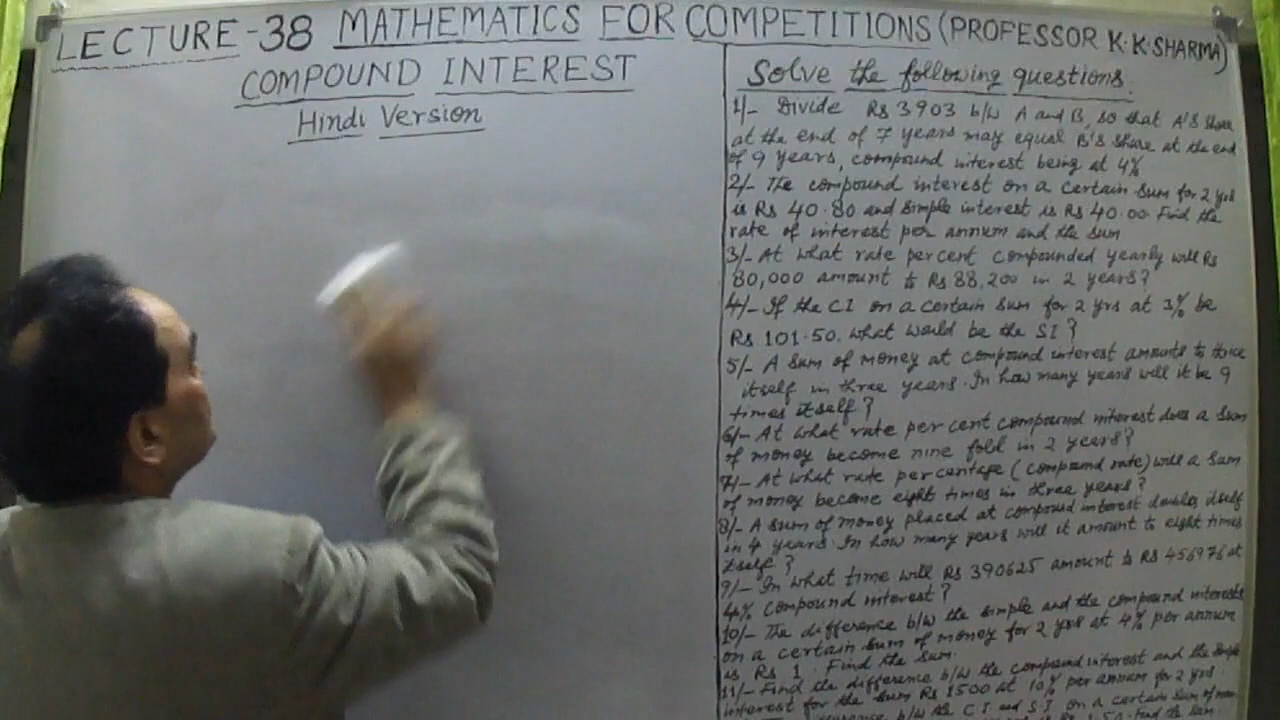 LECTURE-38 MATHEMATICS FOR COMPETITIONS (PROFESSOR K.K.SHARMA)
COMPOUND INTEREST
Hindi Version
Solve the following questions.
1/- Divide Rs 3903 b/w A and B, so that A's share
at the end of 7 years may equal B's share at the end
of 9 years, compound interest being at 4%
2/- The compound interest on a certain sum for 2 yrs
is Rs 40.80 and simple interest is Rs 40.00 Find the
rate of interest per annum and the sum
3/- At what rate percent compounded yearly will Rs
80,000 amount to Rs 88,200 in 2 years?
4/- If the CI on a certain sum for 2 yrs at 3% be
Rs 101.50. what would be the SI?
5/- A sum of money at compound interest amounts to thrice
itself in three years. In how many years will it be 9
times itself?
6/- At what rate per cent compound interest does a sum
of money become nine fold in 2 years?
7/- At what rate percentage (compound rate) will a sum
of money become eight times in three years?
8/- A sum of money placed at compound interest doubles itself
in 4 years. In how many years will it amount to eight times
itself?
9/- In what time will Rs 390625 amount to Rs 456976 at
4% compound interest?
10/- The difference b/w the simple and the compound interests
on a certain sum of money for 2 yrs at 4% per annum
is Rs 1. Find the sum.
11/- Find the difference b/w the compound interest and the simple
interest for the sum Rs 1500 at 10% per annum for 2 yrs.
b/w the C.I and S.I on a certain sum of